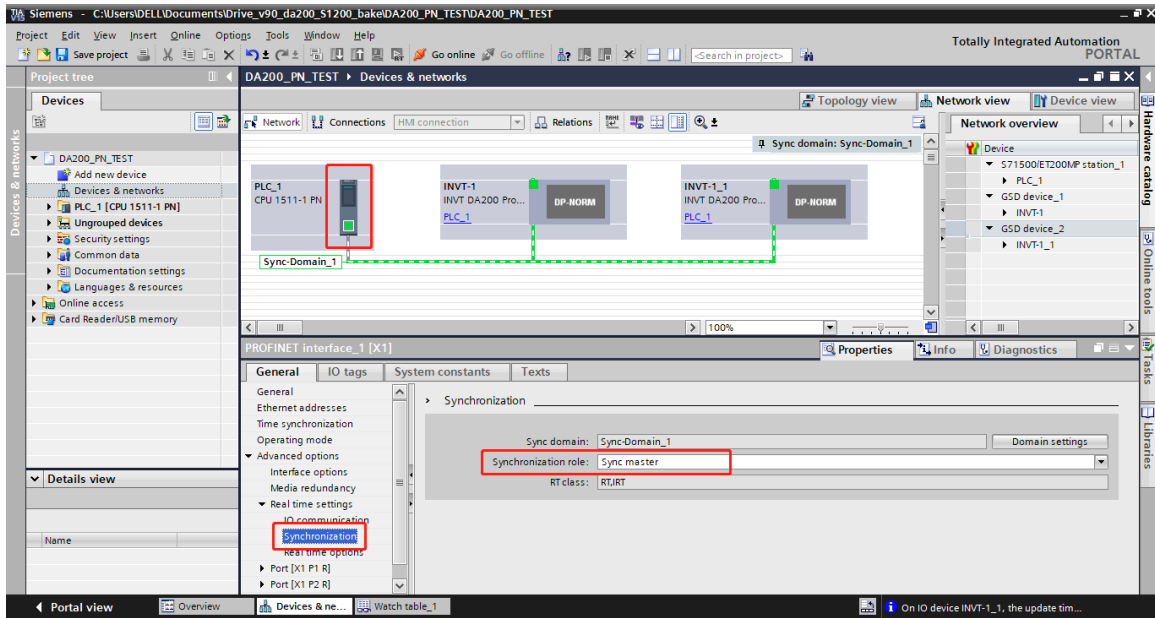 Siemens - C:\Users\DELL\Documents\Drive_v90_da200_S1200_bake\DA200_PN_TEST\DA200_PN_TEST
Project Edit View Insert Online Options Tools Window Help
Totally Integrated Automation
PORTAL
Save project Go online Go offline <Search in project>
Project tree
DA200_PN_TEST ▸ Devices & networks
Devices
Topology view Network view Device view
Network Connections HMI connection Relations
Network overview
Sync domain: Sync-Domain_1
Device
S71500/ET200MP station_1
PLC_1
GSD device_1
INVT-1
GSD device_2
INVT-1_1
DA200_PN_TEST
Add new device
Devices & networks
PLC_1 [CPU 1511-1 PN]
Ungrouped devices
Security settings
Common data
Documentation settings
Languages & resources
Online access
Card Reader/USB memory
PLC_1
CPU 1511-1 PN
INVT-1
INVT DA200 Pro...
PLC_1
DP-NORM
INVT-1_1
INVT DA200 Pro...
PLC_1
DP-NORM
Sync-Domain_1
100%
PROFINET interface_1 [X1]
Properties Info Diagnostics
General IO tags System constants Texts
General
Ethernet addresses
Time synchronization
Operating mode
Advanced options
Interface options
Media redundancy
Real time settings
IO communication
Synchronization
Real time options
Port [X1 P1 R]
Port [X1 P2 R]
Synchronization
Sync domain: Sync-Domain_1 Domain settings
Synchronization role: Sync master
RT class: RT,IRT
Details view
Name
Devices & networks
Hardware catalog
Online tools
Tasks
Libraries
Portal view Overview Devices & ne... Watch table_1
On IO device INVT-1_1, the update tim...